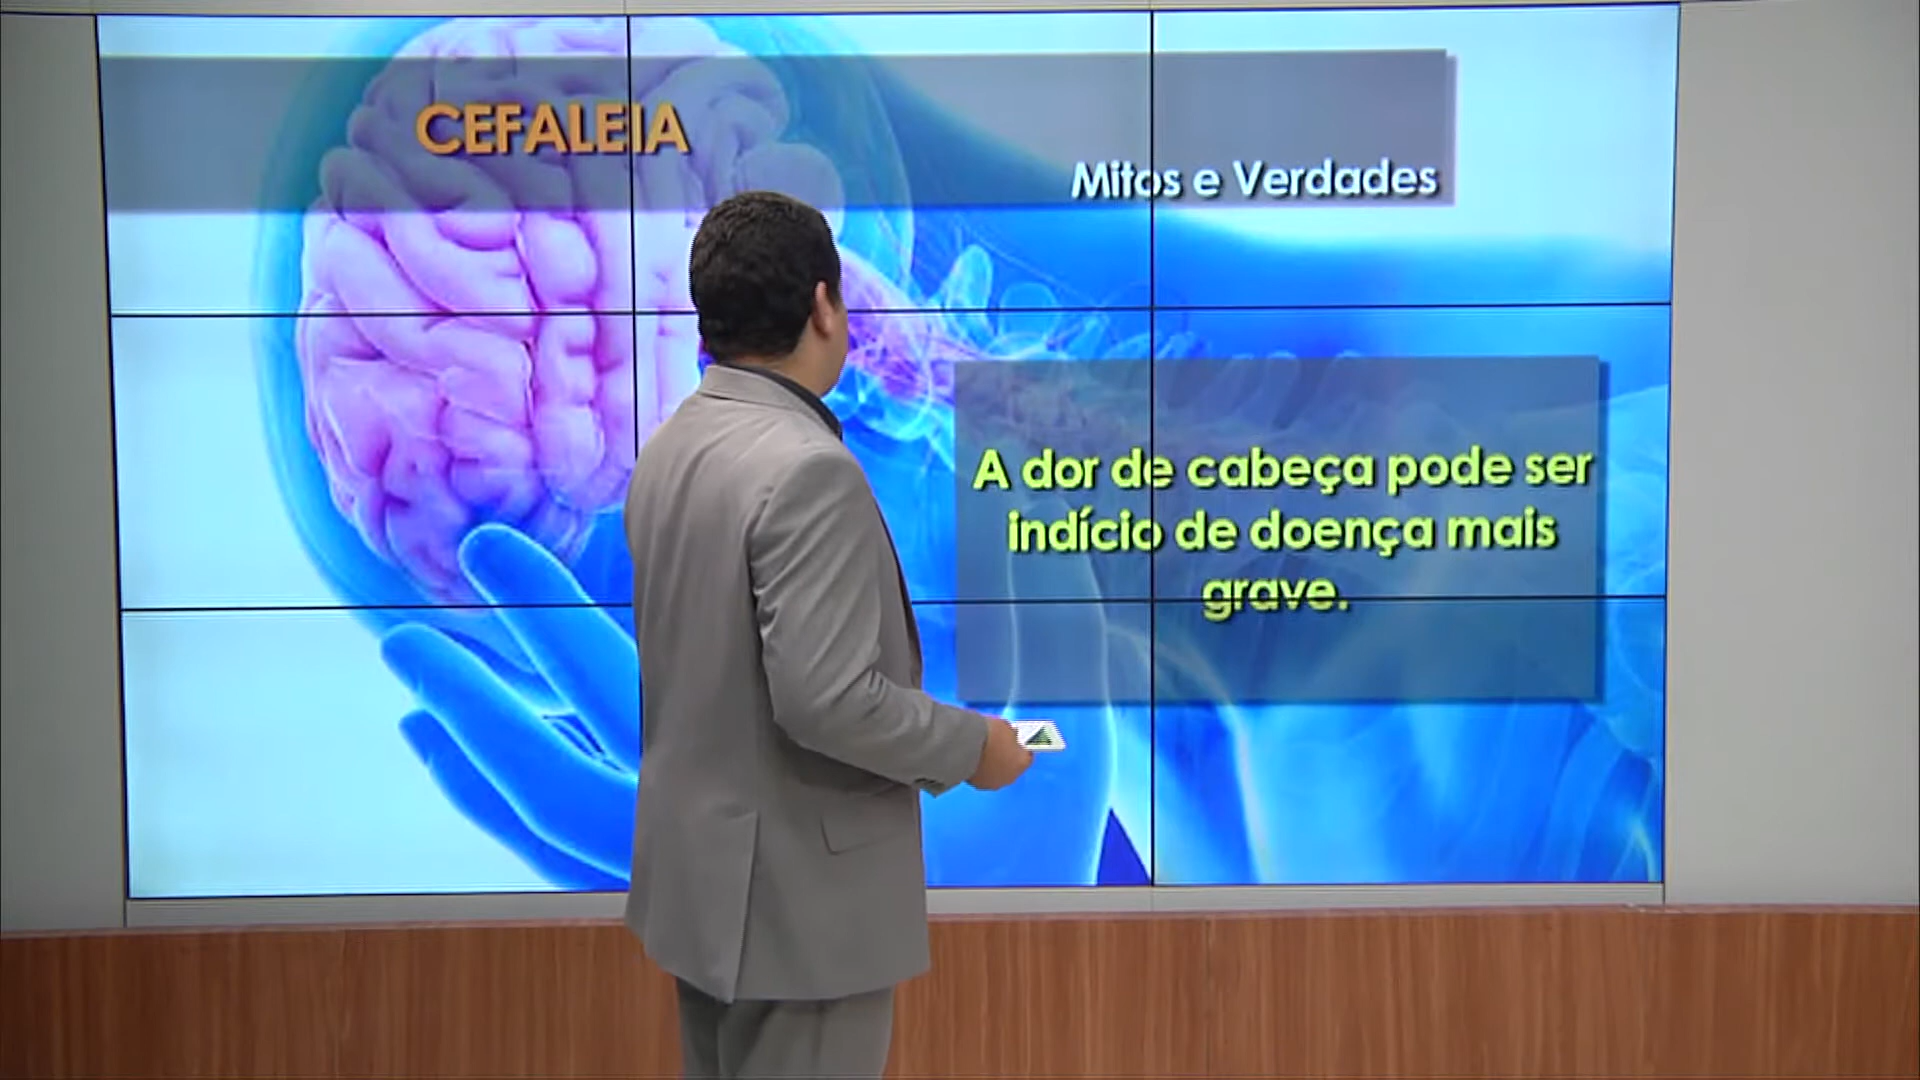 CEFALEIA
Mitos e Verdades
A dor de cabeça pode ser
indício de doença mais
grave.